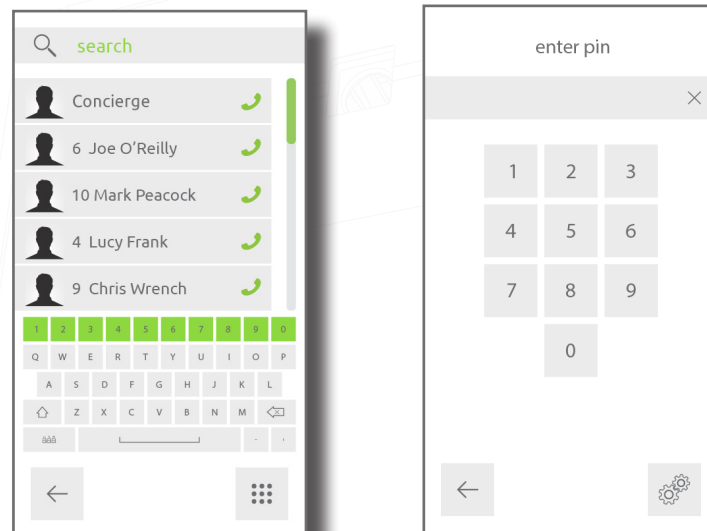 search
Concierge
6 Joe O'Reilly
10 Mark Peacock
4 Lucy Frank
9 Chris Wrench
1 2 3 4 5 6 7 8 9 0
Q W E R T Y U I O P
A S D F G H J K L
Z X C V B N M
àäâ - ,
enter pin
1 2 3
4 5 6
7 8 9
0